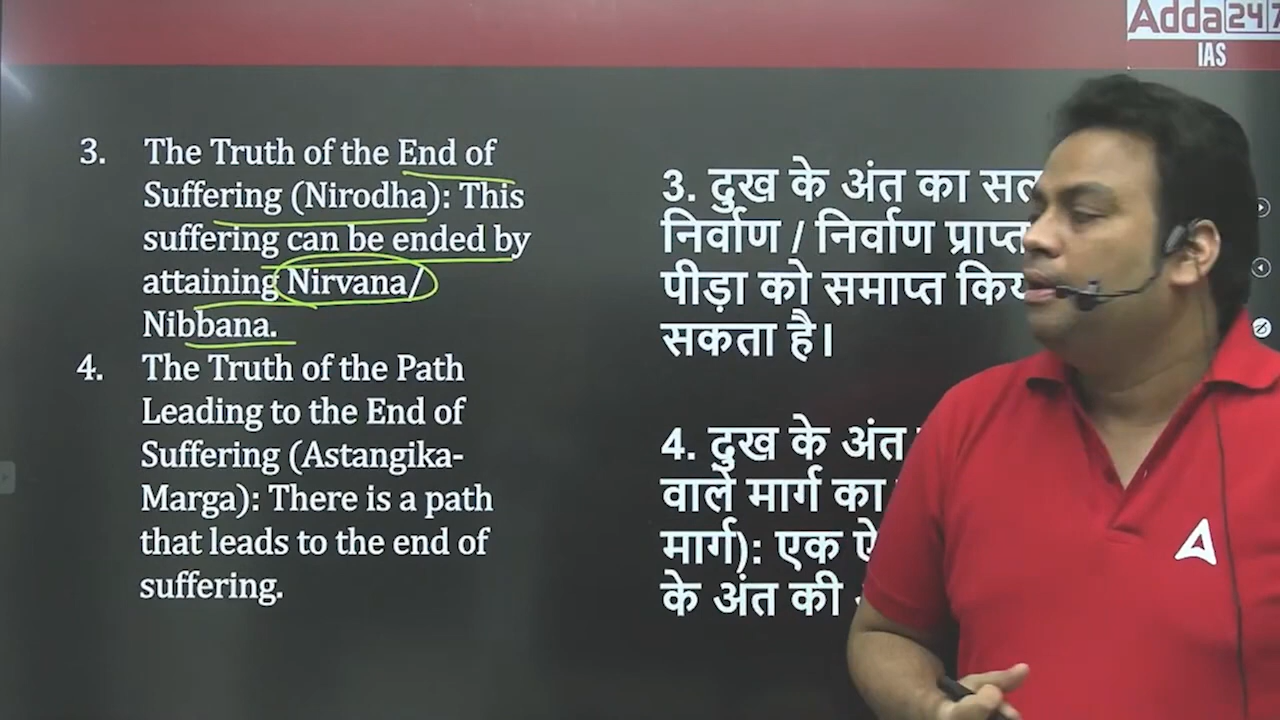 Adda247
IAS
3. The Truth of the End of
Suffering (Nirodha): This
suffering can be ended by
attaining Nirvana/
Nibbana.
4. The Truth of the Path
Leading to the End of
Suffering (Astangika-
Marga): There is a path
that leads to the end of
suffering.
3. दुख के अंत का
निर्वाण / निर्वाण प्राप्त
पीड़ा को समाप्त
सकता है।
4. दुख के अंत
वाले मार्ग का
मार्ग): एक
के अंत की